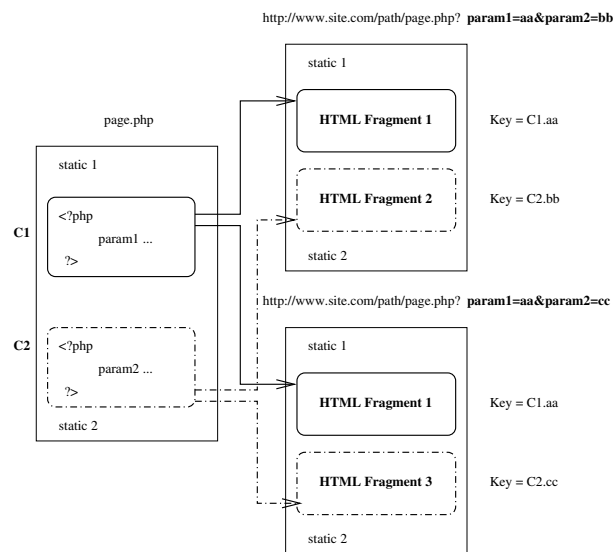 http://www.site.com/path/page.php? param1=aa&param2=bb
static 1
HTML Fragment 1
Key = C1.aa
HTML Fragment 2
Key = C2.bb
static 2
page.php
static 1
C1
<?php
param1 ...
?>
C2
<?php
param2 ...
?>
static 2
http://www.site.com/path/page.php? param1=aa&param2=cc
static 1
HTML Fragment 1
Key = C1.aa
HTML Fragment 3
Key = C2.cc
static 2